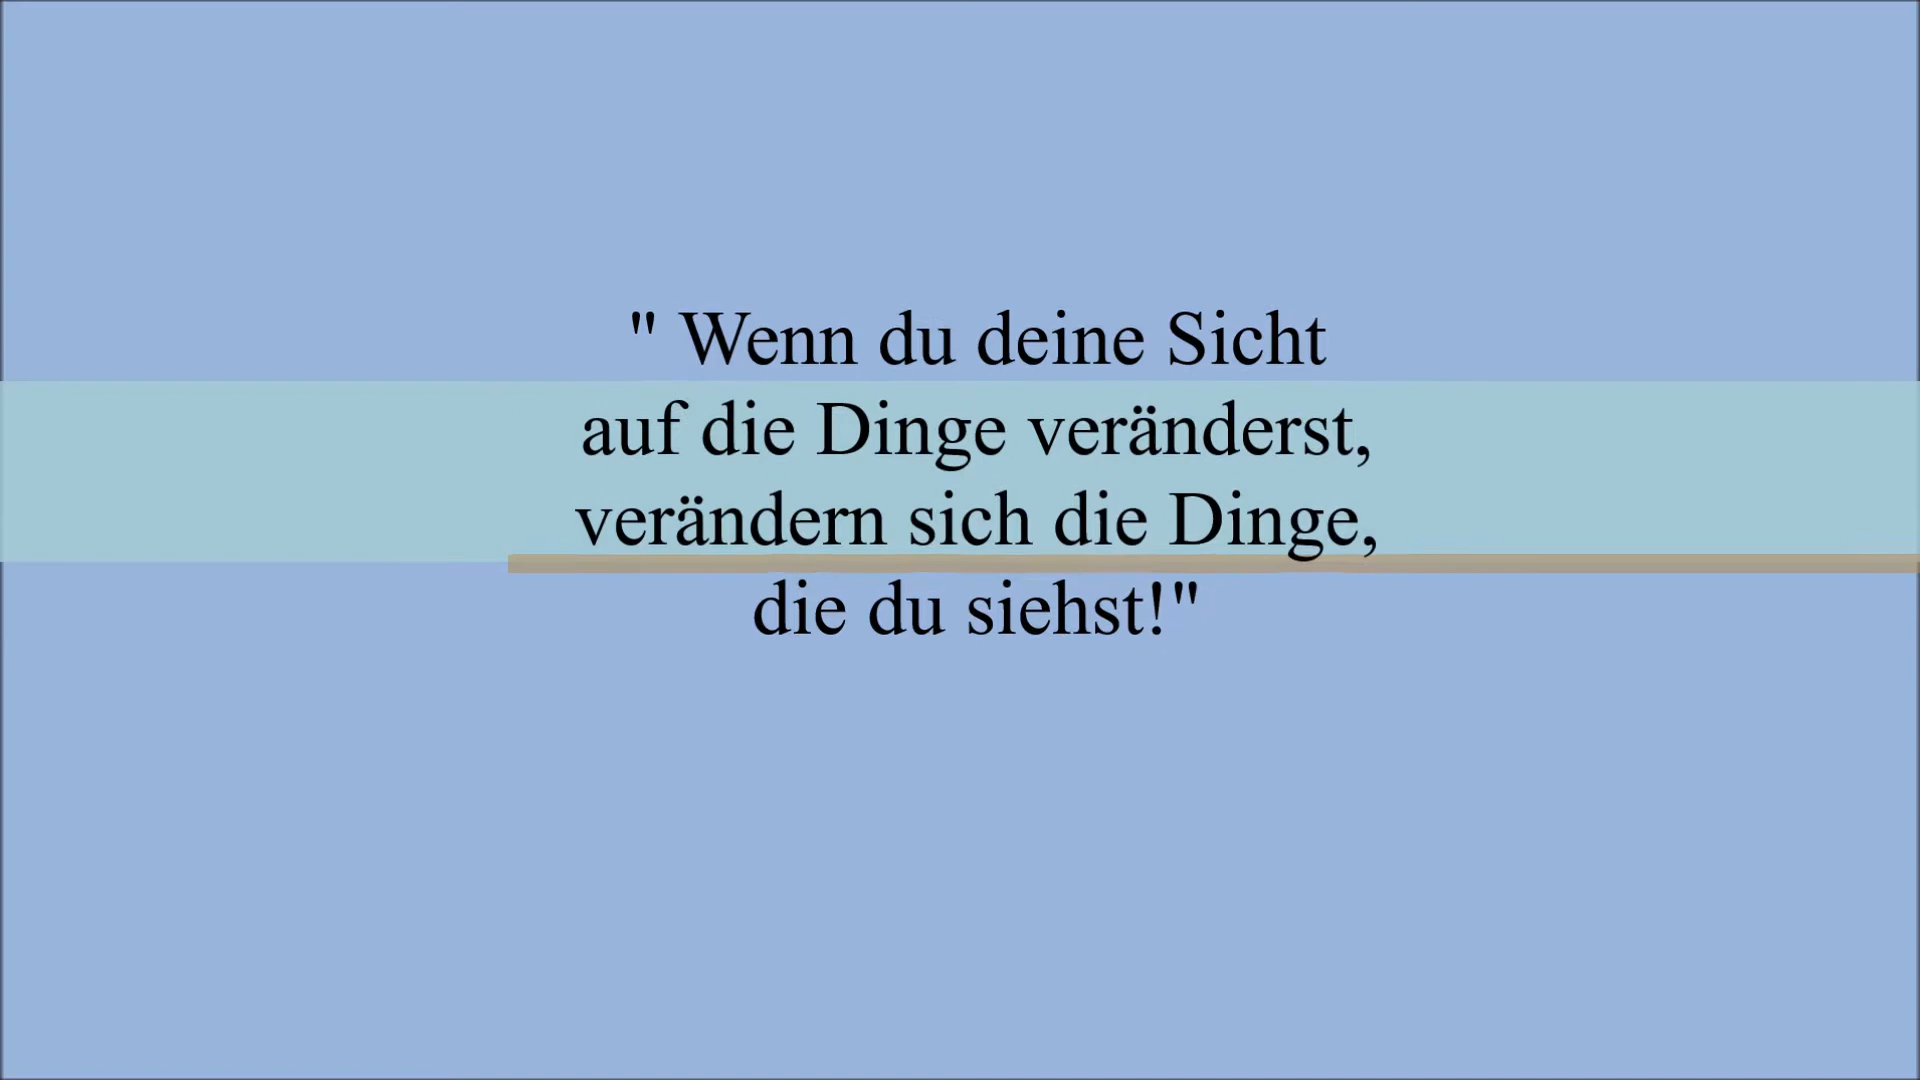 " Wenn du deine Sicht
auf die Dinge veränderst,
verändern sich die Dinge,
die du siehst!"